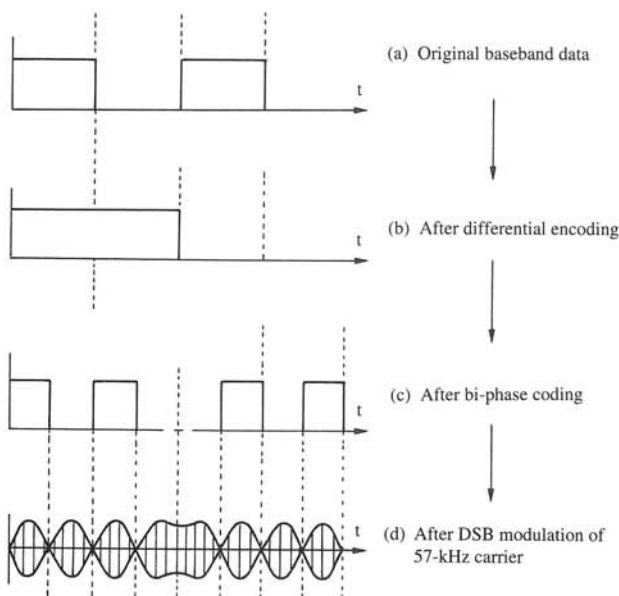 (a) Original baseband data
t
t
(b) After differential encoding
t
(c) After bi-phase coding
t
(d) After DSB modulation of
57-kHz carrier